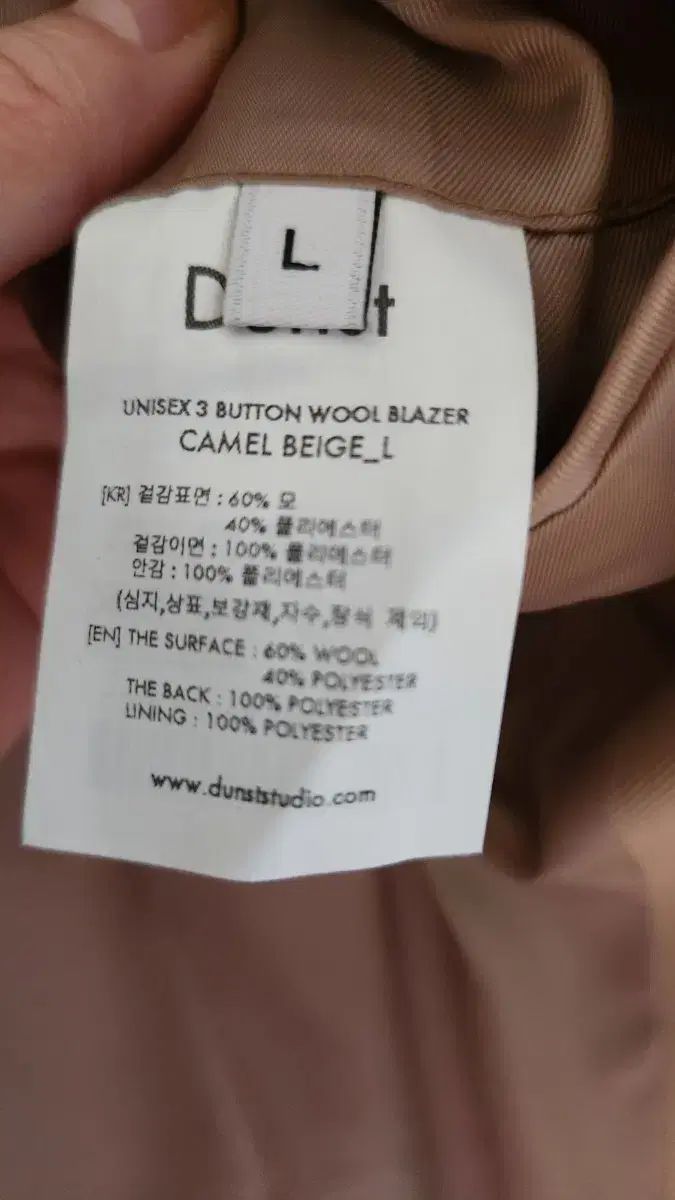 L
UNISEX 3 BUTTON WOOL BLAZER
CAMEL BEIGE_L
[KR] 겉감표면 : 60% 모
40% 폴리에스터
겉감이면 : 100% 폴리에스터
안감 : 100% 폴리에스터
(심지,상표,보강재,자수,탈식 제외)
[EN] THE SURFACE : 60% WOOL
40% POLYESTER
THE BACK : 100% POLYESTER
LINING : 100% POLYESTER
www.dunststudio.com